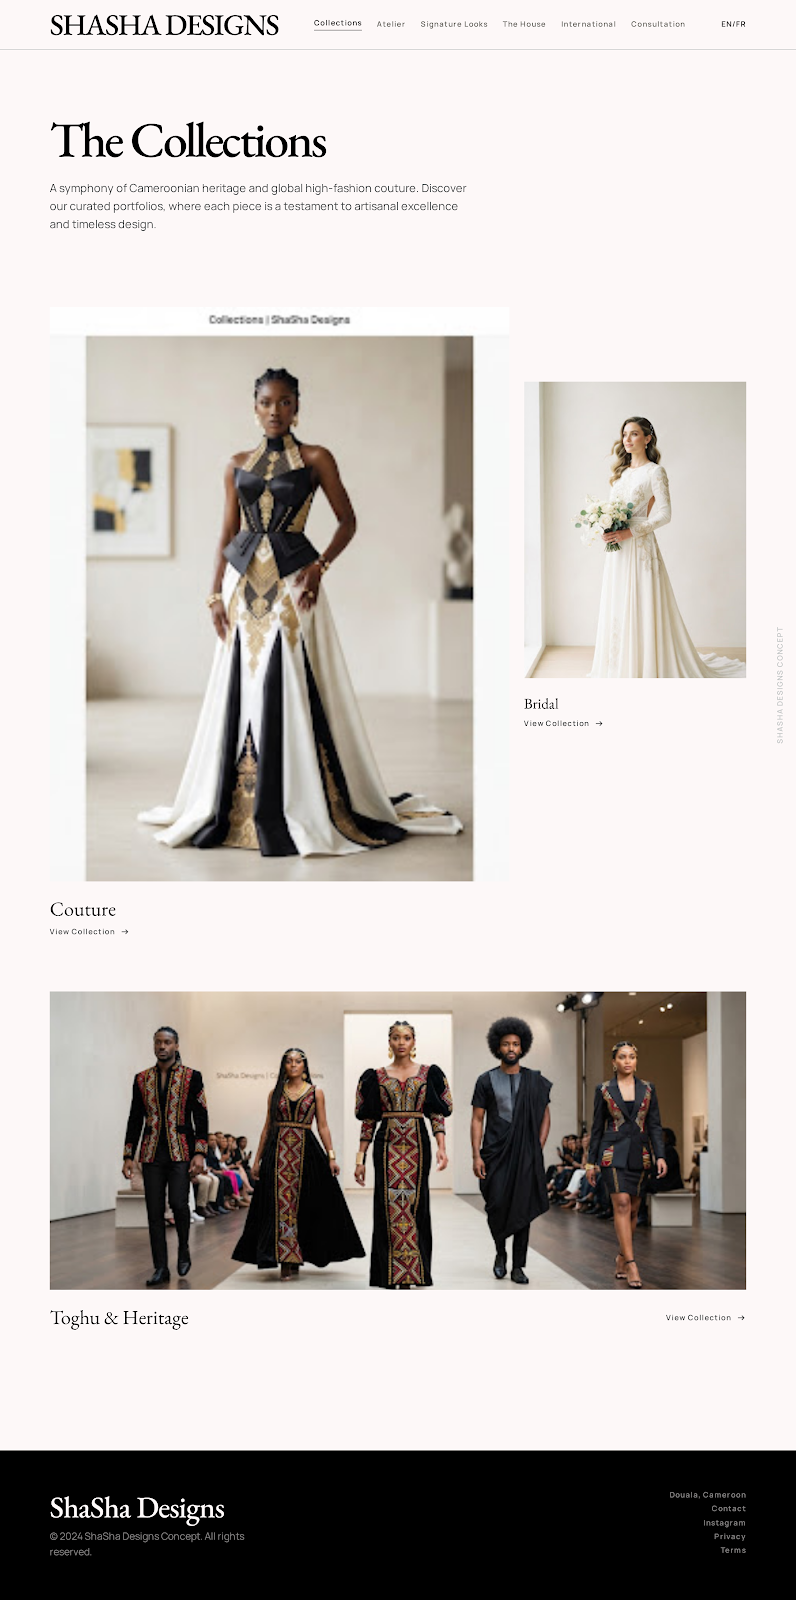 SHASHA DESIGNS
Collections
Atelier
Signature Looks
The House
International
Consultation
EN/FR
The Collections
A symphony of Cameroonian heritage and global high-fashion couture. Discover
our curated portfolios, where each piece is a testament to artisanal excellence
and timeless design.
Collections | ShaSha Designs
Bridal
View Collection →
SHASHA DESIGNS CONCEPT
Couture
View Collection →
ShaSha Designs |
Toghu & Heritage
View Collection →
ShaSha Designs
© 2024 ShaSha Designs Concept. All rights
reserved.
Douala, Cameroon
Contact
Instagram
Privacy
Terms